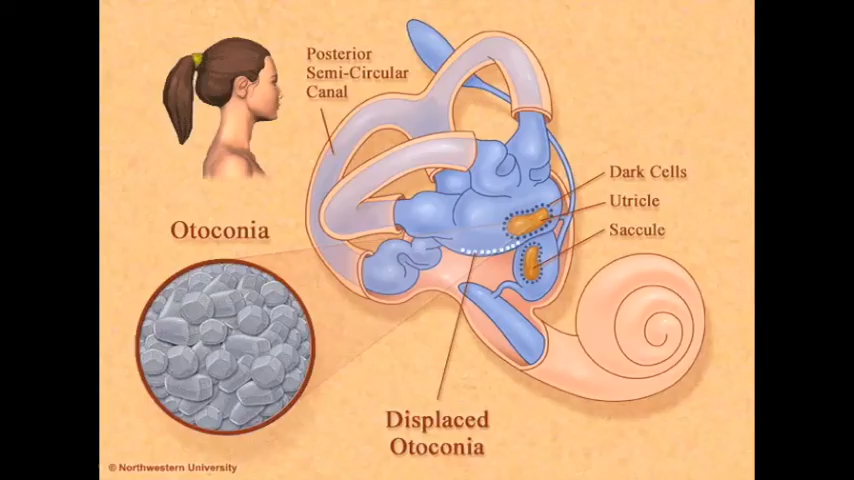 Posterior
Semi-Circular
Canal
Dark Cells
Utricle
Saccule
Otoconia
Displaced
Otoconia
© Northwestern University